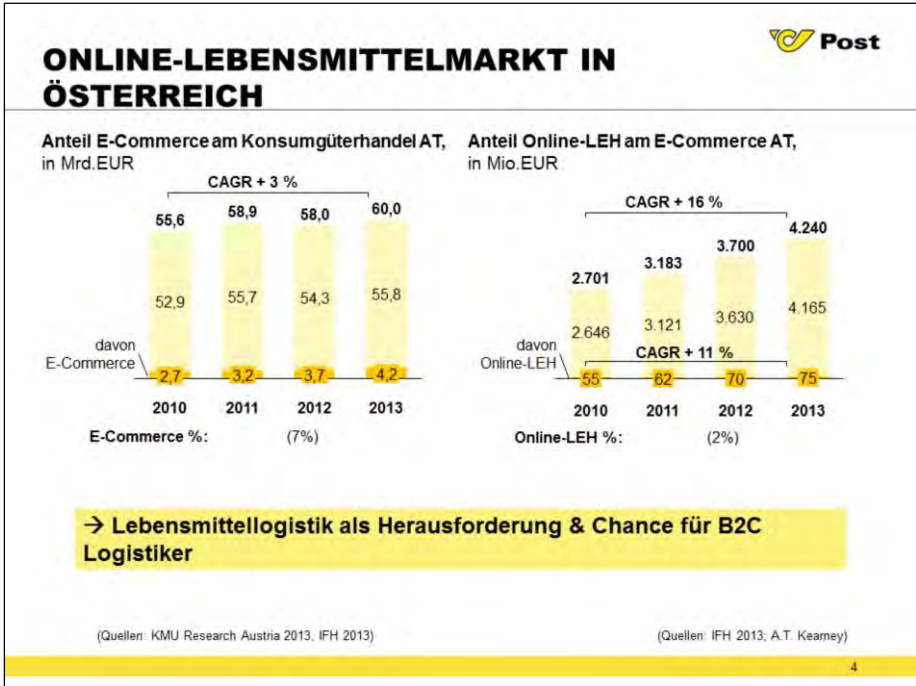 Post
ONLINE-LEBENSMITTELMARKT IN
ÖSTERREICH
Anteil E-Commerce am Konsumgüterhandel AT,
in Mrd.EUR
CAGR + 3 %
55,6 58,9 58,0 60,0
52,9 55,7 54,3 55,8
davon
E-Commerce
2,7 3,2 3,7 4,2
2010 2011 2012 2013
E-Commerce %: (7%)
Anteil Online-LEH am E-Commerce AT,
in Mio.EUR
CAGR + 16 %
2.701 3.183 3.700 4.240
2.646 3.121 3.630 4.165
davon
Online-LEH
CAGR + 11 %
55 62 70 75
2010 2011 2012 2013
Online-LEH %: (2%)
→ Lebensmittellogistik als Herausforderung & Chance für B2C
Logistiker
(Quellen: KMU Research Austria 2013, IFH 2013)
(Quellen: IFH 2013; A.T. Kearney)
4